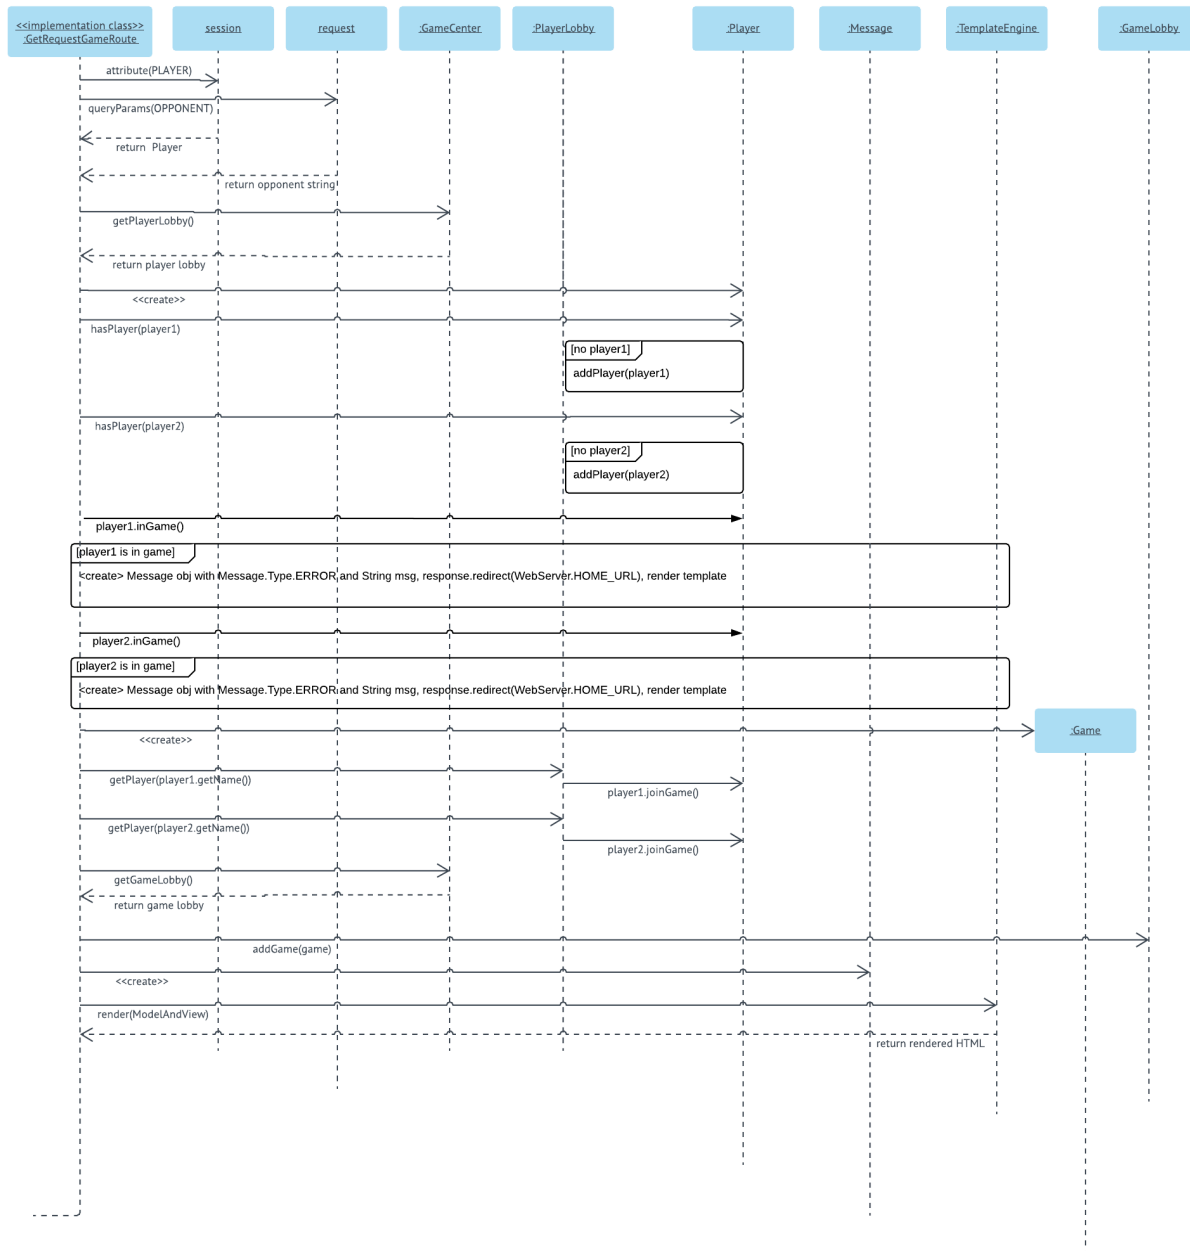 <<implementation class>>
:GetRequestGameRoute
session
request
:GameCenter
:PlayerLobby
:Player
:Message
:TemplateEngine
:GameLobby
attribute(PLAYER)
queryParams(OPPONENT)
return  Player
return opponent string
getPlayerLobby()
return player lobby
<<create>>
hasPlayer(player1)
[no player1]
addPlayer(player1)
hasPlayer(player2)
[no player2]
addPlayer(player2)
player1.inGame()
[player1 is in game]
<create> Message obj with Message.Type.ERROR and String msg, response.redirect(WebServer.HOME_URL), render template
player2.inGame()
[player2 is in game]
<create> Message obj with Message.Type.ERROR and String msg, response.redirect(WebServer.HOME_URL), render template
:Game
<<create>>
getPlayer(player1.getName())
player1.joinGame()
getPlayer(player2.getName())
player2.joinGame()
getGameLobby()
return game lobby
addGame(game)
<<create>>
render(ModelAndView)
return rendered HTML